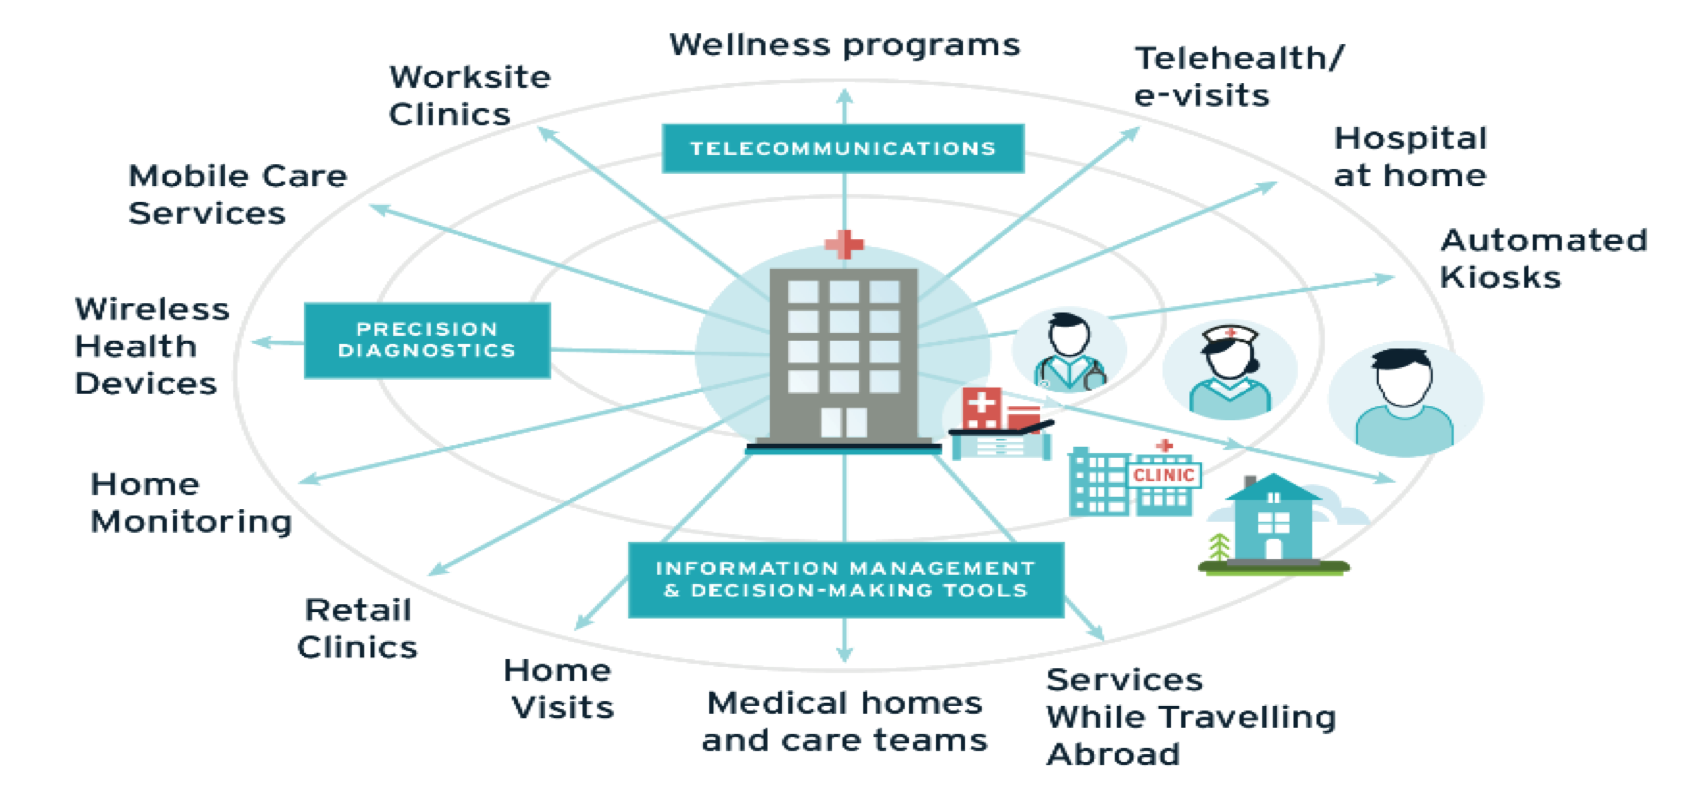 Wellness programs
Telehealth/
e-visits
Worksite
Clinics
Hospital
at home
TELECOMMUNICATIONS
Mobile Care
Services
Automated
Kiosks
Wireless
Health
Devices
PRECISION
DIAGNOSTICS
CLINIC
Home
Monitoring
INFORMATION MANAGEMENT
& DECISION-MAKING TOOLS
Retail
Clinics
Home
Visits
Medical homes
and care teams
Services
While Travelling
Abroad